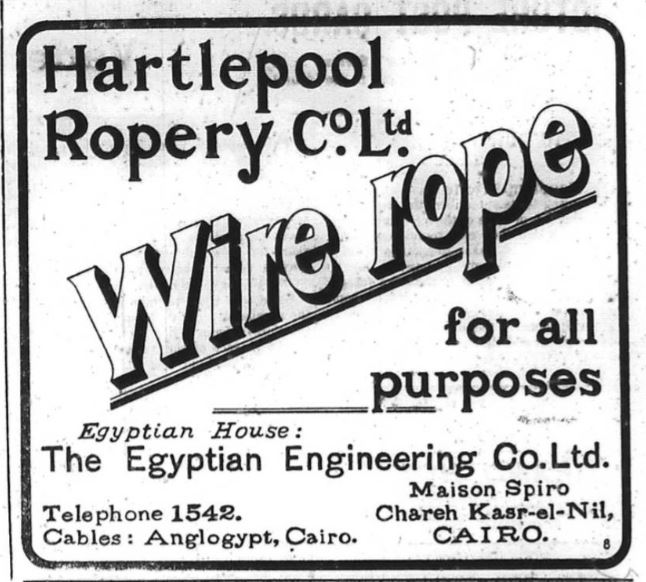 Hartlepool
Ropery Co. Ltd.
Wire rope
for all
purposes
Egyptian House:
The Egyptian Engineering Co. Ltd.
Maison Spiro
Telephone 1542.
Chareh Kasr-el-Nil,
Cables: Anglogypt, Cairo.
CAIRO.
8